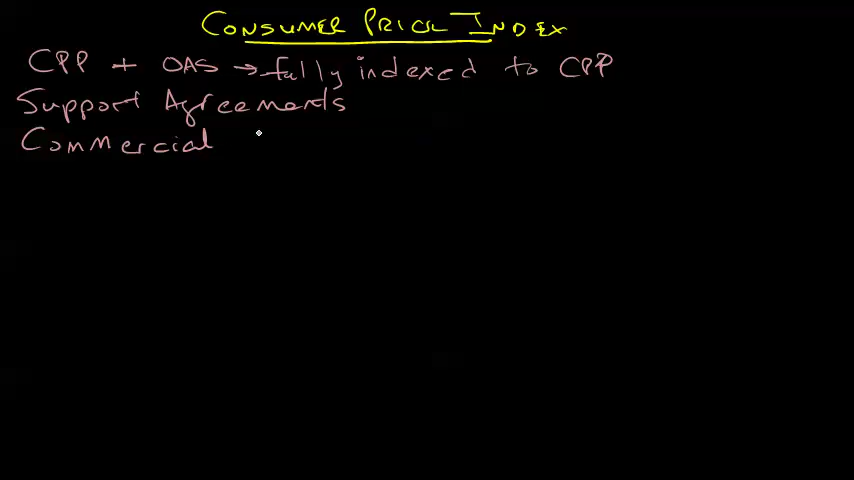 CONSUMER PRICE INDEX
CPP + OAS → fully indexed to CPP
Support Agreements
Commercial